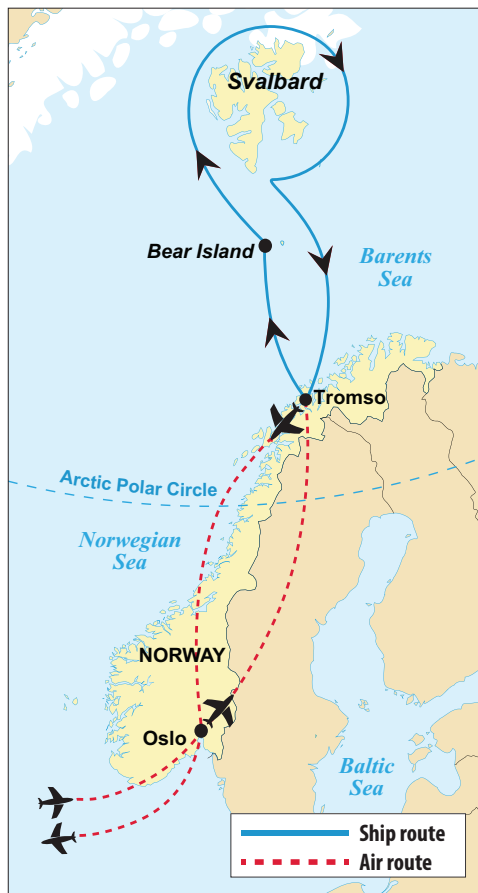 Svalbard
Bear Island
Barents
Sea
Tromso
Arctic Polar Circle
Norwegian
Sea
NORWAY
Oslo
Baltic
Sea
Ship route
Air route